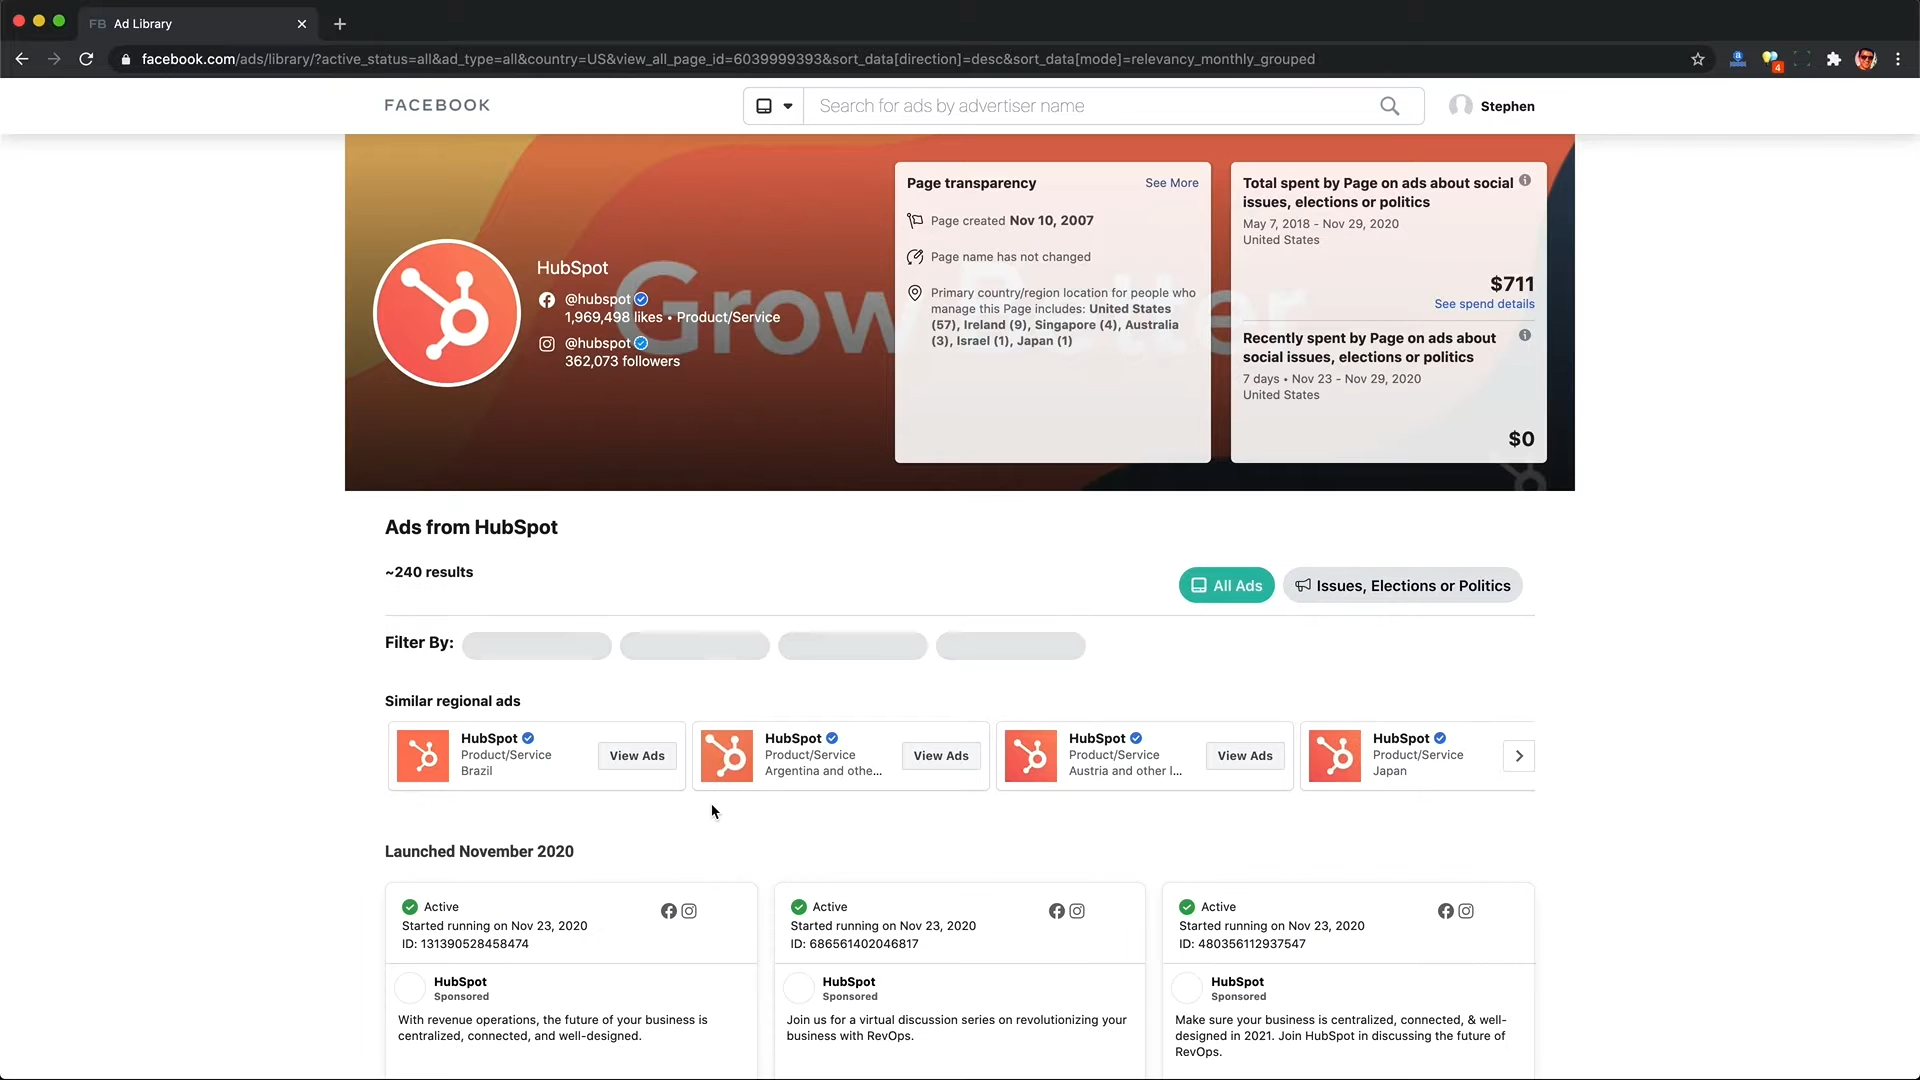 FB Ad Library
facebook.com/ads/library/?active_status=all&ad_type=all&country=US&view_all_page_id=6039999393&sort_data[direction]=desc&sort_data[mode]=relevancy_monthly_grouped
4
FACEBOOK
Search for ads by advertiser name
Stephen
HubSpot
@hubspot
1,969,498 likes • Product/Service
@hubspot
362,073 followers
Grow Better
Page transparency
See More
Page created Nov 10, 2007
Page name has not changed
Primary country/region location for people who
manage this Page includes: United States
(57), Ireland (9), Singapore (4), Australia
(3), Israel (1), Japan (1)
Total spent by Page on ads about social
issues, elections or politics
May 7, 2018 - Nov 29, 2020
United States
$711
See spend details
Recently spent by Page on ads about
social issues, elections or politics
7 days • Nov 23 - Nov 29, 2020
United States
$0
Ads from HubSpot
~240 results
All Ads
Issues, Elections or Politics
Filter By:
Similar regional ads
HubSpot
Product/Service
Brazil
View Ads
HubSpot
Product/Service
Argentina and othe...
View Ads
HubSpot
Product/Service
Austria and other l...
View Ads
HubSpot
Product/Service
Japan
Launched November 2020
Active
Started running on Nov 23, 2020
ID: 131390528458474
HubSpot
Sponsored
With revenue operations, the future of your business is
centralized, connected, and well-designed.
Active
Started running on Nov 23, 2020
ID: 686561402046817
HubSpot
Sponsored
Join us for a virtual discussion series on revolutionizing your
business with RevOps.
Active
Started running on Nov 23, 2020
ID: 480356112937547
HubSpot
Sponsored
Make sure your business is centralized, connected, & well-
designed in 2021. Join HubSpot in discussing the future of
RevOps.